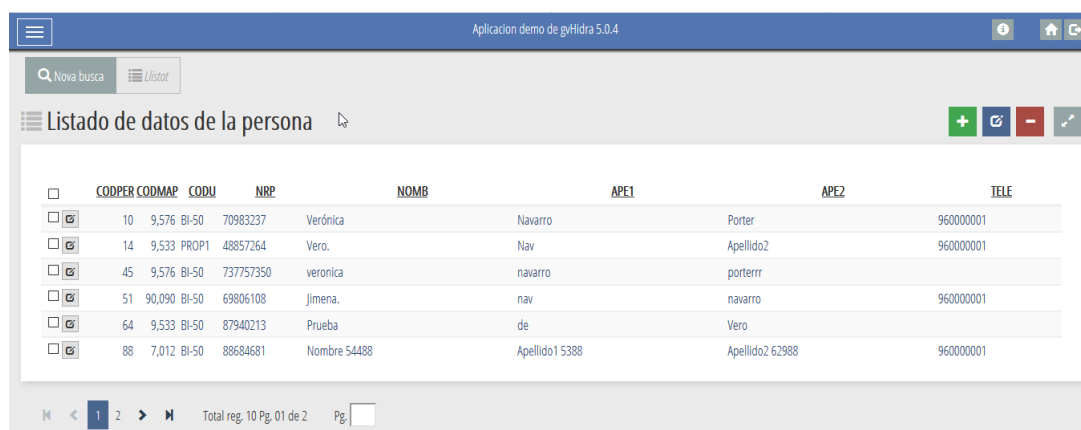 Aplicacion demo de gvHidra 5.0.4
Nova busca Llistat
Listado de datos de la persona
CODPER CODMAP CODU NRP NOMB APE1 APE2 TELE
10 9,576 BI-50 70983237 Verónica Navarro Porter 960000001
14 9,533 PROP1 48857264 Vero. Nav Apellido2 960000001
45 9,576 BI-50 737757350 veronica navarro porterrr
51 90,090 BI-50 69806108 Jimena. nav navarro 960000001
64 9,533 BI-50 87940213 Prueba de Vero
88 7,012 BI-50 88684681 Nombre 54488 Apellido1 5388 Apellido2 62988 960000001
1 2 Total reg. 10 Pg. 01 de 2 Pg.